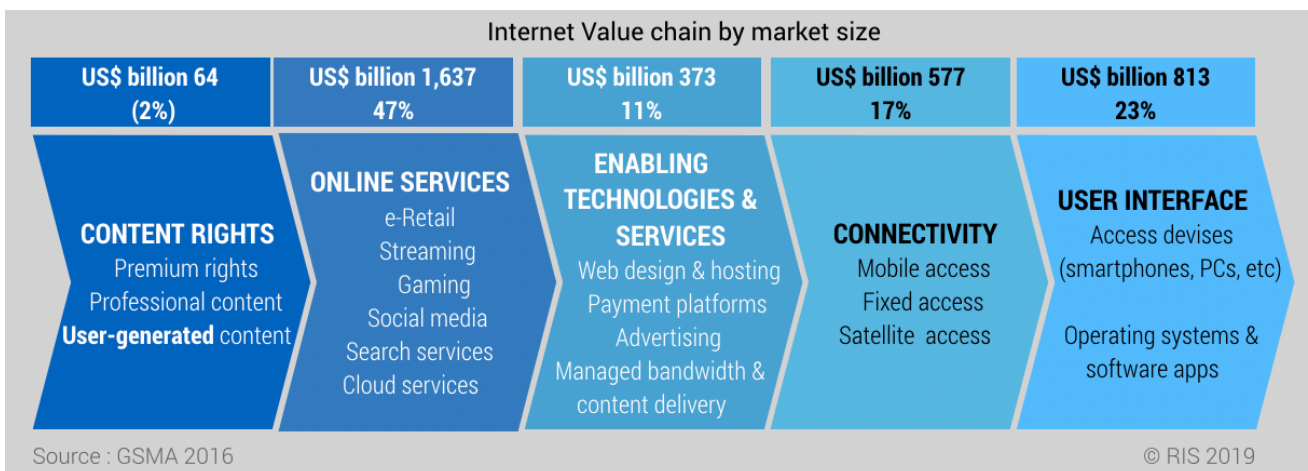 Internet Value chain by market size
US$ billion 64
(2%)
US$ billion 1,637
47%
US$ billion 373
11%
US$ billion 577
17%
US$ billion 813
23%
CONTENT RIGHTS
Premium rights
Professional content
User-generated content
ONLINE SERVICES
e-Retail
Streaming
Gaming
Social media
Search services
Cloud services
ENABLING
TECHNOLOGIES &
SERVICES
Web design & hosting
Payment platforms
Advertising
Managed bandwidth &
content delivery
CONNECTIVITY
Mobile access
Fixed access
Satellite access
USER INTERFACE
Access devises
(smartphones, PCs, etc)
Operating systems &
software apps
Source : GSMA 2016
© RIS 2019